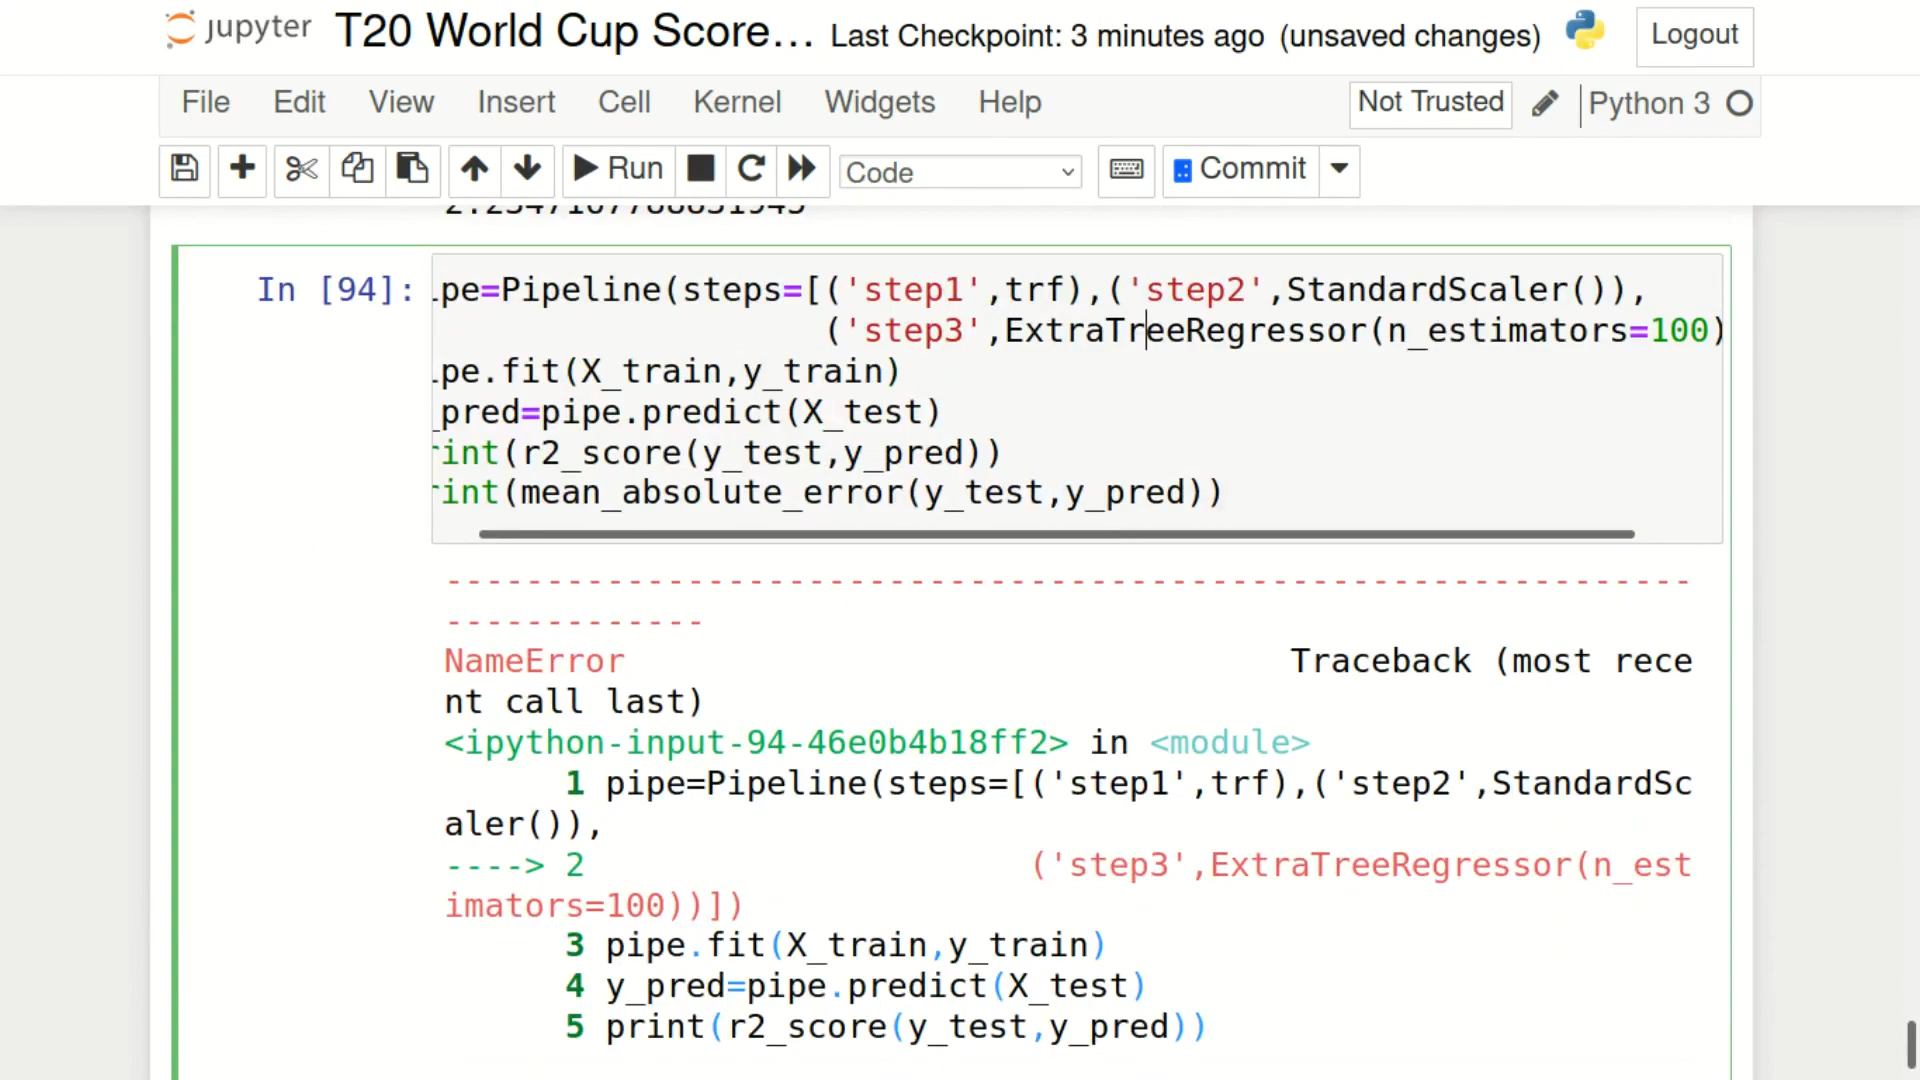 jupyter T20 World Cup Score... Last Checkpoint: 3 minutes ago (unsaved changes) Logout
File Edit View Insert Cell Kernel Widgets Help Not Trusted Python 3
Run Code Commit
In [94]: ipe=Pipeline(steps=[('step1',trf),('step2',StandardScaler()),
('step3',ExtraTreeRegressor(n_estimators=100)
ipe.fit(X_train,y_train)
_pred=pipe.predict(X_test)
rint(r2_score(y_test,y_pred))
rint(mean_absolute_error(y_test,y_pred))
---------------------------------------------------------------
-------------
NameError Traceback (most rece
nt call last)
<ipython-input-94-46e0b4b18ff2> in <module>
1 pipe=Pipeline(steps=[('step1',trf),('step2',StandardSc
aler()),
----> 2 ('step3',ExtraTreeRegressor(n_est
imators=100))])
3 pipe.fit(X_train,y_train)
4 y_pred=pipe.predict(X_test)
5 print(r2_score(y_test,y_pred))